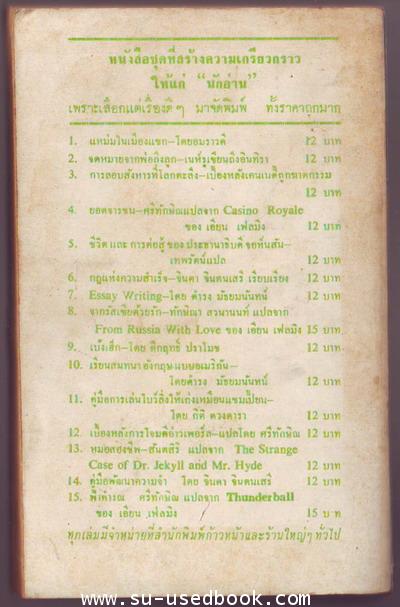 หนังสือชุดที่สร้างความเกรียวกราว
ให้แก่ “นักอ่าน”
เพราะเลือกแต่เรื่องดีๆ มาจัดพิมพ์ ทั้งราคาถูกมาก
1. แหม่มในเมืองแขก–โดยอมราวดี 12 บาท
2. จดหมายจากพ่อถึงลูก–เนห์รูเขียนถึงอินทิรา 12 บาท
3. การลอบสังหารที่โลกตะลึง–เบื้องหลังเคนเนดี้ถูกฆาตกรรม
12 บาท
4. ยอดจารชน–ศรีทักษิณแปลจาก Casino Royale
ของ เอียน เฟลมิง 12 บาท
5. ชีวิต และ การต่อสู้ ของ ประธานาธิบดี จอห์นสัน–
เทพรัตน์แปล 12 บาท
6. กฎแห่งความสำเร็จ–จินดา จินตนเสรี เรียบเรียง 12 บาท
7. Essay Writing–โดย ดำรง มัธยมนันทน์ 12 บาท
8. จากรัสเซียด้วยรัก–ทักษิณา สวนานนท์ แปลจาก
From Russia With Love ของ เอียน เฟลมิง 15 บาท
9. เบ้งเฮ็ก–โดย คึกฤทธิ์ ปราโมช 12 บาท
10. เรียนสนทนาอังกฤษแบบอเมริกัน–
โดยดำรง มัธยมนันทน์ 12 บาท
11. คู่มือการเล่นโบว์ลิ่งให้เก่งเหมือนแชมเปี้ยน–
โดย กิติ ดวงดารา 12 บาท
12. เบื้องหลังการโจมตีอ่าวเพอร์ล–แปลโดย ศรีทักษิณ 12 บาท
13. หมอสองชีพ–สันตสิริ แปลจาก The Strange
Case of Dr. Jekyll and Mr. Hyde 12 บาท
14. คู่มือพัฒนาความจำ โดย จินดา จินตนเสรี 12 บาท
15. ศรีทักษิณ แปลจาก Thunderball
ของ เอียน เฟลมิง 15 บาท
ทุกเล่มมีจำหน่ายที่สำนักพิมพ์ก้าวหน้าและร้านใหญ่ๆ ทั่วไป
www.su-usedbook.com